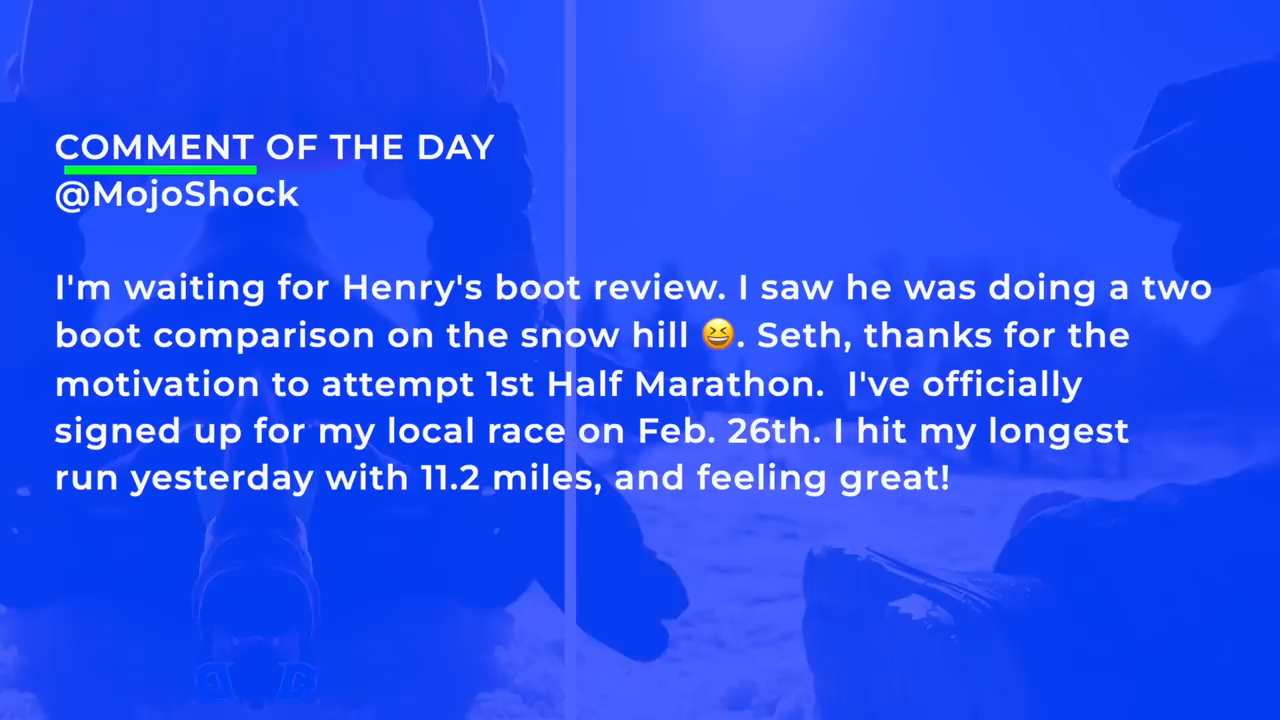 COMMENT OF THE DAY
@MojoShock
I'm waiting for Henry's boot review. I saw he was doing a two
boot comparison on the snow hill 😆. Seth, thanks for the
motivation to attempt 1st Half Marathon.  I've officially
signed up for my local race on Feb. 26th. I hit my longest
run yesterday with 11.2 miles, and feeling great!